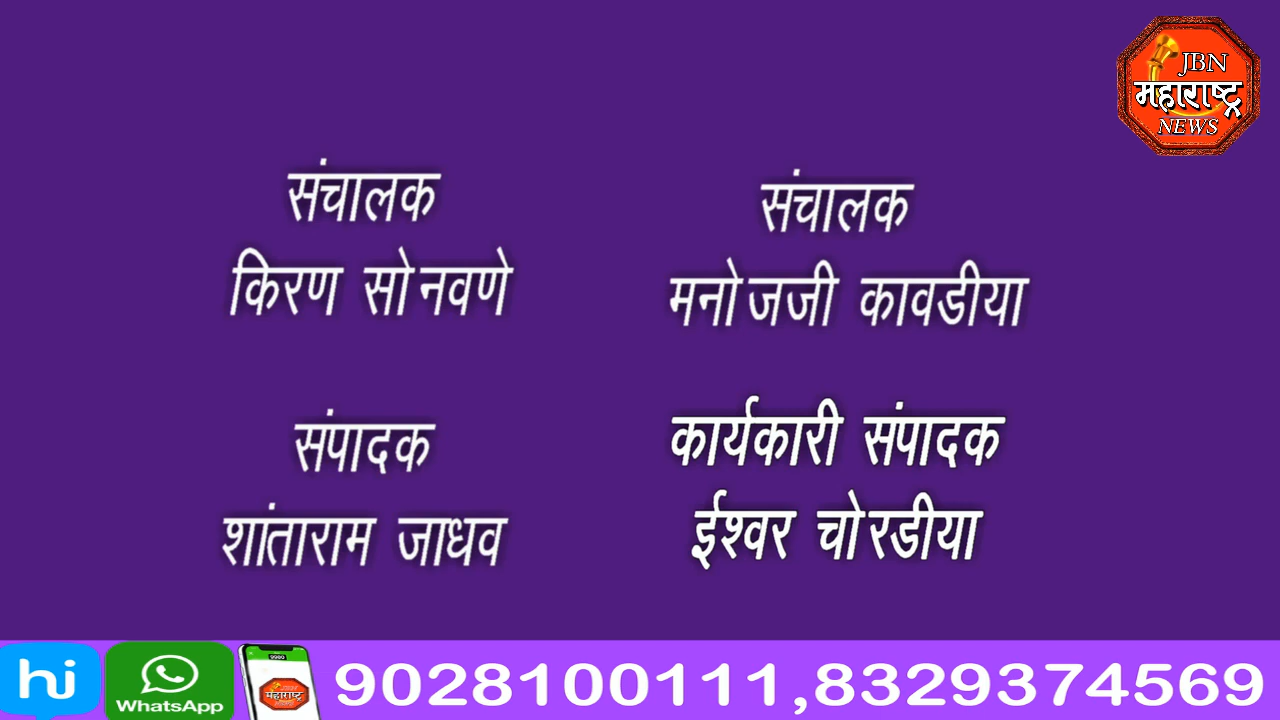 JBN
महाराष्ट्र
NEWS
संचालक
किरण सोनवणे
संचालक
मनोजजी कावडीया
संपादक
शांताराम जाधव
कार्यकारी संपादक
ईश्वर चोरडीया
hi
WhatsApp
महाराष्ट्र
9028100111,8329374569